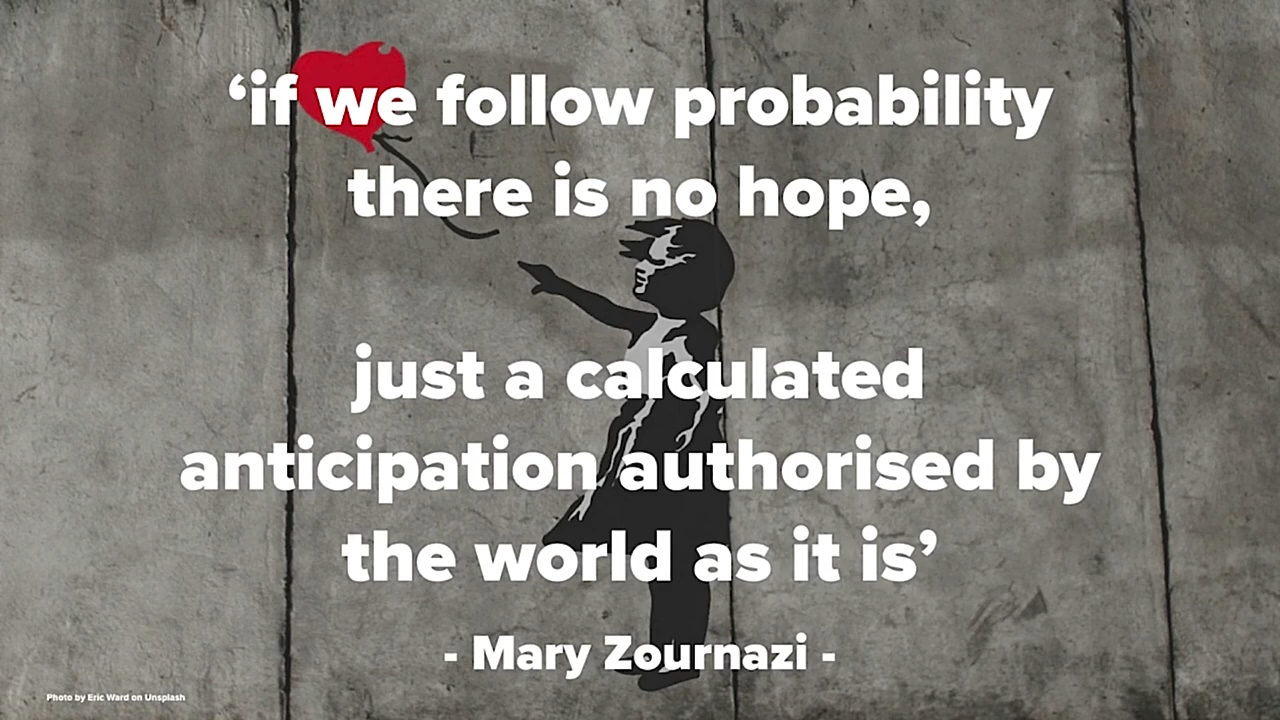 ‘if we follow probability
there is no hope,
just a calculated
anticipation authorised by
the world as it is’
- Mary Zournazi -
Photo by Eric Ward on Unsplash